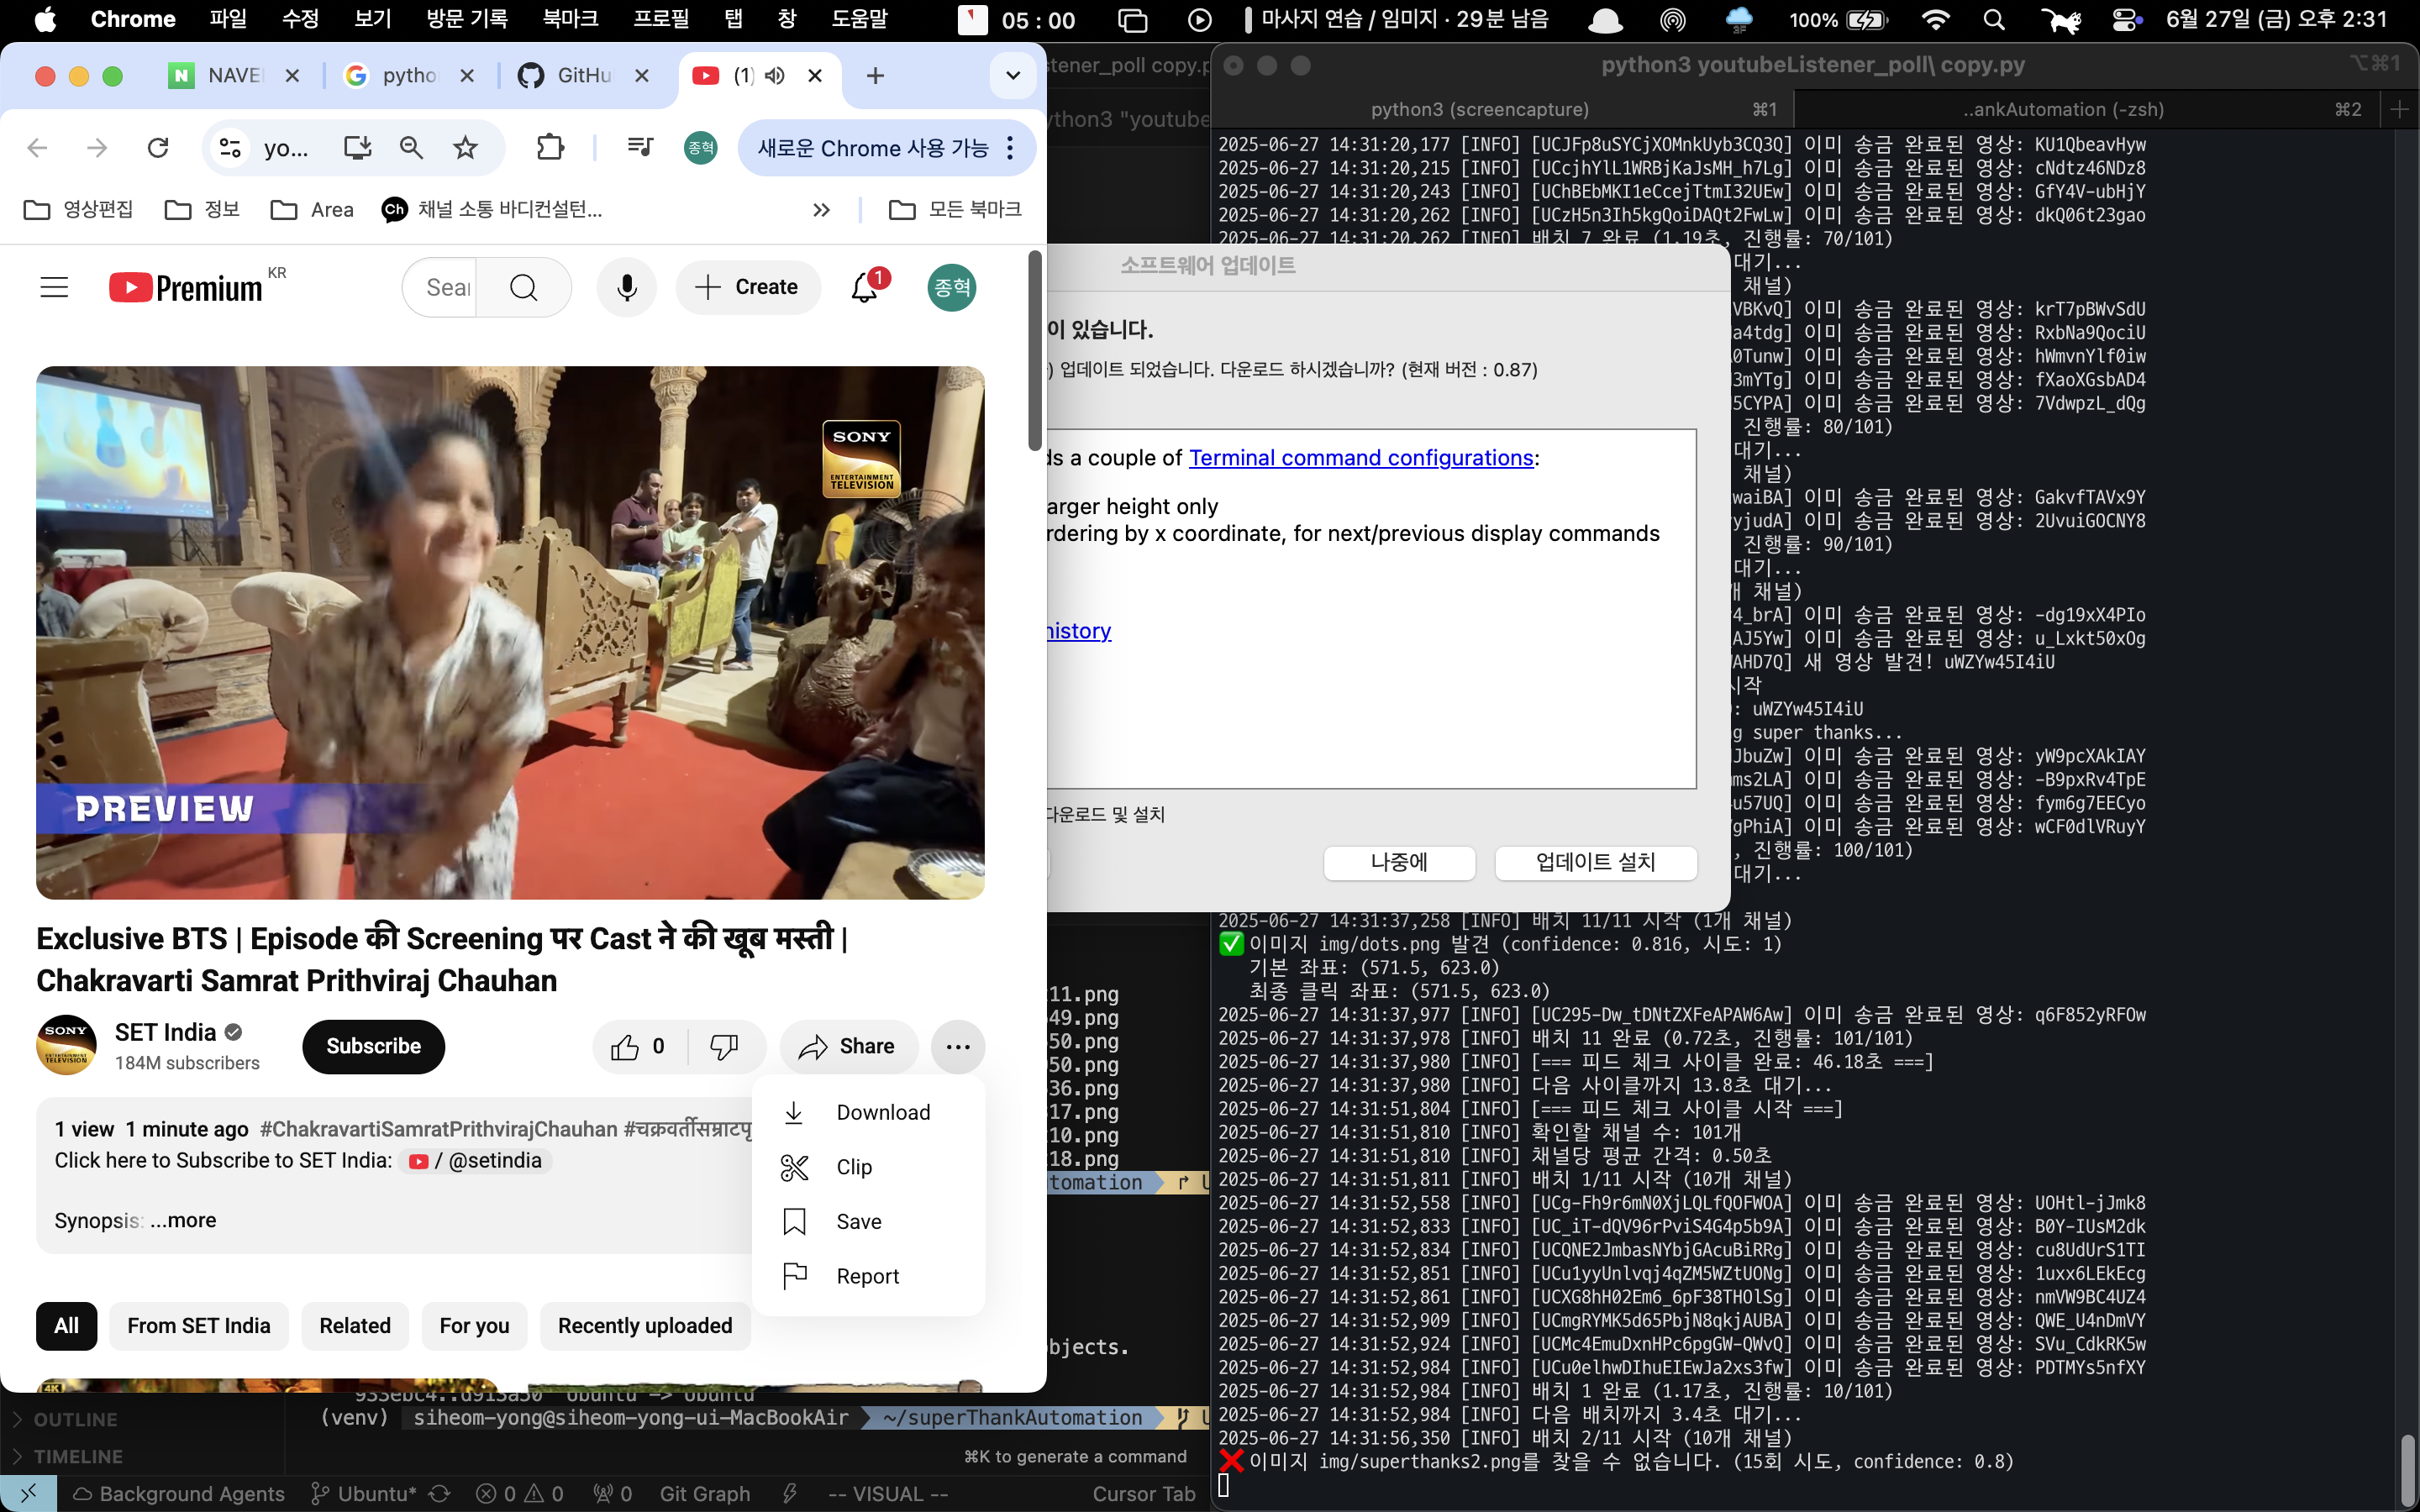 Chrome 파일 수정 보기 방문 기록 북마크 프로필 탭 창 도움말 05 : 00 마사지 연습 / 임미지 · 29분 남음 100% 6월 27일 (금) 오후 2:31
NAVE pytho GitHu (1)
yo... 종혁 새로운 Chrome 사용 가능
영상편집 정보 Area Ch 채널 소통 바디컨설턴... » 모든 북마크
Premium KR Sear Create 1 종혁
SONY
ENTERTAINMENT
TELEVISION
PREVIEW
Exclusive BTS | Episode की Screening पर Cast ने की खूब मस्ती |
Chakravarti Samrat Prithviraj Chauhan
SONY
SET India
184M subscribers
Subscribe 0 Share
1 view 1 minute ago #ChakravartiSamratPrithvirajChauhan #चक्रवर्तीसम्राटपृ
Click here to Subscribe to SET India: / @setindia
Synopsis: ...more
Download
Clip
Save
Report
All From SET India Related For you Recently uploaded
4K
stener_poll copy.p
ython3 "youtube
소프트웨어 업데이트
이 있습니다.
) 업데이트 되었습니다. 다운로드 하시겠습니까? (현재 버전 : 0.87)
ds a couple of Terminal command configurations:
arger height only
rdering by x coordinate, for next/previous display commands
history
다운로드 및 설치
나중에 업데이트 설치
11.png
49.png
50.png
50.png
36.png
17.png
10.png
18.png
tomation
bjects.
933ebc4..d913a50 Ubuntu -> Ubuntu
(venv) siheom-yong@siheom-yong-ui-MacBookAir ~/superThankAutomation
OUTLINE
TIMELINE
⌘K to generate a command
Background Agents Ubuntu* 0 0 0 Git Graph -- VISUAL -- Cursor Tab
python3 youtubeListener_poll\ copy.py ⌥⌘1
python3 (screencapture) ⌘1 ..ankAutomation (-zsh) ⌘2
2025-06-27 14:31:20,177 [INFO] [UCJFp8uSYCjXOMnkUyb3CQ3Q] 이미 송금 완료된 영상: KU1QbeavHyw
2025-06-27 14:31:20,215 [INFO] [UCcjhYlL1WRBjKaJsMH_h7Lg] 이미 송금 완료된 영상: cNdtz46NDz8
2025-06-27 14:31:20,243 [INFO] [UChBEbMKI1eCcejTtmI32UEw] 이미 송금 완료된 영상: GfY4V-ubHjY
2025-06-27 14:31:20,262 [INFO] [UCzH5n3Ih5kgQoiDAQt2FwLw] 이미 송금 완료된 영상: dkQ06t23gao
2025-06-27 14:31:20,262 [INFO] 배치 7 완료 (1.19초, 진행률: 70/101)
대기...
채널)
VBKvQ] 이미 송금 완료된 영상: krT7pBWvSdU
a4tdg] 이미 송금 완료된 영상: RxbNa9QociU
0Tunw] 이미 송금 완료된 영상: hWmvnYlf0iw
3mYTg] 이미 송금 완료된 영상: fXaoXGsbAD4
5CYPA] 이미 송금 완료된 영상: 7VdwpzL_dQg
진행률: 80/101)
대기...
채널)
waiBA] 이미 송금 완료된 영상: GakvfTAVx9Y
yjudA] 이미 송금 완료된 영상: 2UvuiGOCNY8
진행률: 90/101)
대기...
채널)
4_brA] 이미 송금 완료된 영상: -dg19xX4PIo
AJ5Yw] 이미 송금 완료된 영상: u_Lxkt50xOg
AHD7Q] 새 영상 발견! uWZYw45I4iU
시작
: uWZYw45I4iU
g super thanks...
JbuZw] 이미 송금 완료된 영상: yW9pcXAkIAY
ms2LA] 이미 송금 완료된 영상: -B9pxRv4TpE
u57UQ] 이미 송금 완료된 영상: fym6g7EECyo
gPhiA] 이미 송금 완료된 영상: wCF0dlVRuyY
, 진행률: 100/101)
대기...
2025-06-27 14:31:37,258 [INFO] 배치 11/11 시작 (1개 채널)
✅ 이미지 img/dots.png 발견 (confidence: 0.816, 시도: 1)
기본 좌표: (571.5, 623.0)
최종 클릭 좌표: (571.5, 623.0)
2025-06-27 14:31:37,977 [INFO] [UC295-Dw_tDNtZXFeAPAW6Aw] 이미 송금 완료된 영상: q6F852yRFOw
2025-06-27 14:31:37,978 [INFO] 배치 11 완료 (0.72초, 진행률: 101/101)
2025-06-27 14:31:37,980 [INFO] [=== 피드 체크 사이클 완료: 46.18초 ===]
2025-06-27 14:31:37,980 [INFO] 다음 사이클까지 13.8초 대기...
2025-06-27 14:31:51,804 [INFO] [=== 피드 체크 사이클 시작 ===]
2025-06-27 14:31:51,810 [INFO] 확인할 채널 수: 101개
2025-06-27 14:31:51,810 [INFO] 채널당 평균 간격: 0.50초
2025-06-27 14:31:51,811 [INFO] 배치 1/11 시작 (10개 채널)
2025-06-27 14:31:52,558 [INFO] [UCg-Fh9r6mN0XjLQLfQOFWOA] 이미 송금 완료된 영상: UOHtl-jJmk8
2025-06-27 14:31:52,833 [INFO] [UC_iT-dQV96rPviS4G4p5b9A] 이미 송금 완료된 영상: B0Y-IUsM2dk
2025-06-27 14:31:52,834 [INFO] [UCQNE2JmbasNYbjGAcuBiRRg] 이미 송금 완료된 영상: cu8UdUrS1TI
2025-06-27 14:31:52,851 [INFO] [UCu1yyUnlvqj4qZM5WZtUONg] 이미 송금 완료된 영상: 1uxx6LEkEcg
2025-06-27 14:31:52,861 [INFO] [UCXG8hH02Em6_6pF38THOlSg] 이미 송금 완료된 영상: nmVW9BC4UZ4
2025-06-27 14:31:52,909 [INFO] [UCmgRYMK5d65PbjN8qkjAUBA] 이미 송금 완료된 영상: QWE_U4nDmVY
2025-06-27 14:31:52,924 [INFO] [UCMc4EmuDxnHPc6pgGW-QWvQ] 이미 송금 완료된 영상: SVu_CdkRK5w
2025-06-27 14:31:52,984 [INFO] [UCu0elhwDIhuEIEwJa2xs3fw] 이미 송금 완료된 영상: PDTMYs5nfXY
2025-06-27 14:31:52,984 [INFO] 배치 1 완료 (1.17초, 진행률: 10/101)
2025-06-27 14:31:52,984 [INFO] 다음 배치까지 3.4초 대기...
2025-06-27 14:31:56,350 [INFO] 배치 2/11 시작 (10개 채널)
❌ 이미지 img/superthanks2.png를 찾을 수 없습니다. (15회 시도, confidence: 0.8)